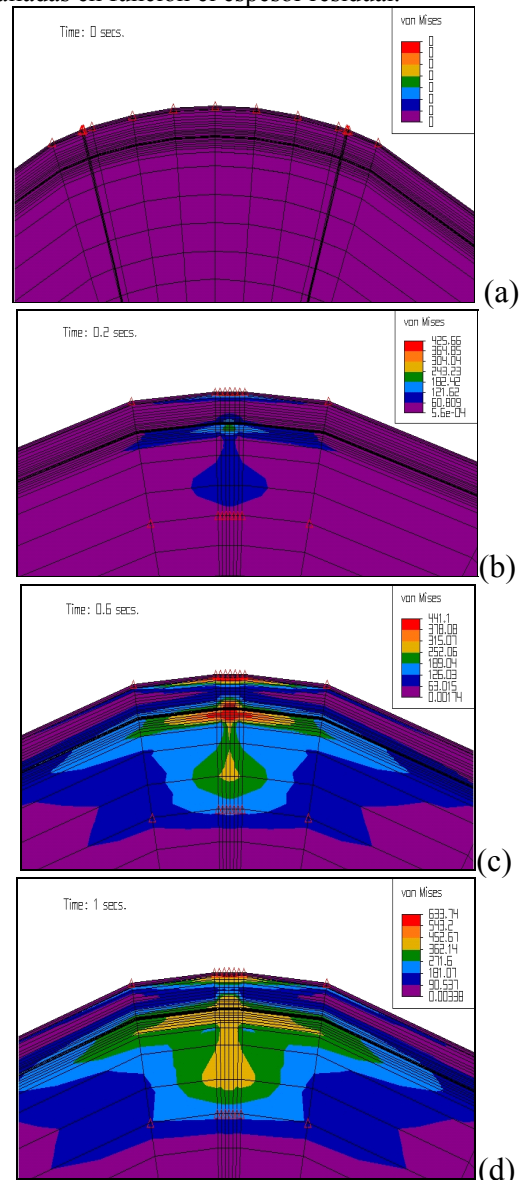 en función el espesor residual.
Time: 0 secs.
von Mises
0
0
0
0
0
0
0
0
(a)
Time: 0.2 secs.
von Mises
425.66
364.85
304.04
243.23
182.42
121.62
60.809
5.6e-04
(b)
Time: 0.6 secs.
von Mises
441.1
378.08
315.07
252.06
189.04
126.03
63.015
0.00174
(c)
Time: 1 secs.
von Mises
633.74
543.2
452.67
362.14
271.6
181.07
90.537
0.00338
(d)